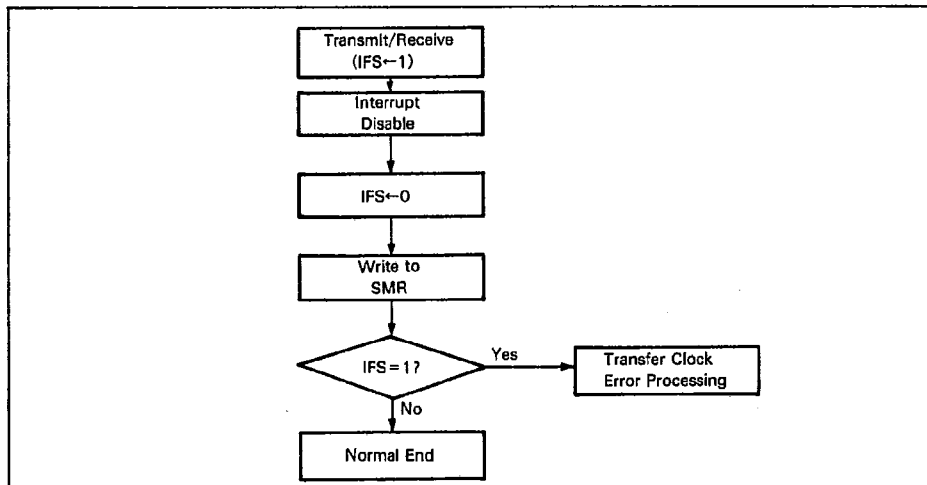 Transmit/Receive
(IFS←1)
Interrupt
Disable
IFS←0
Write to
SMR
IFS=1?
Yes
Transfer Clock
Error Processing
No
Normal End